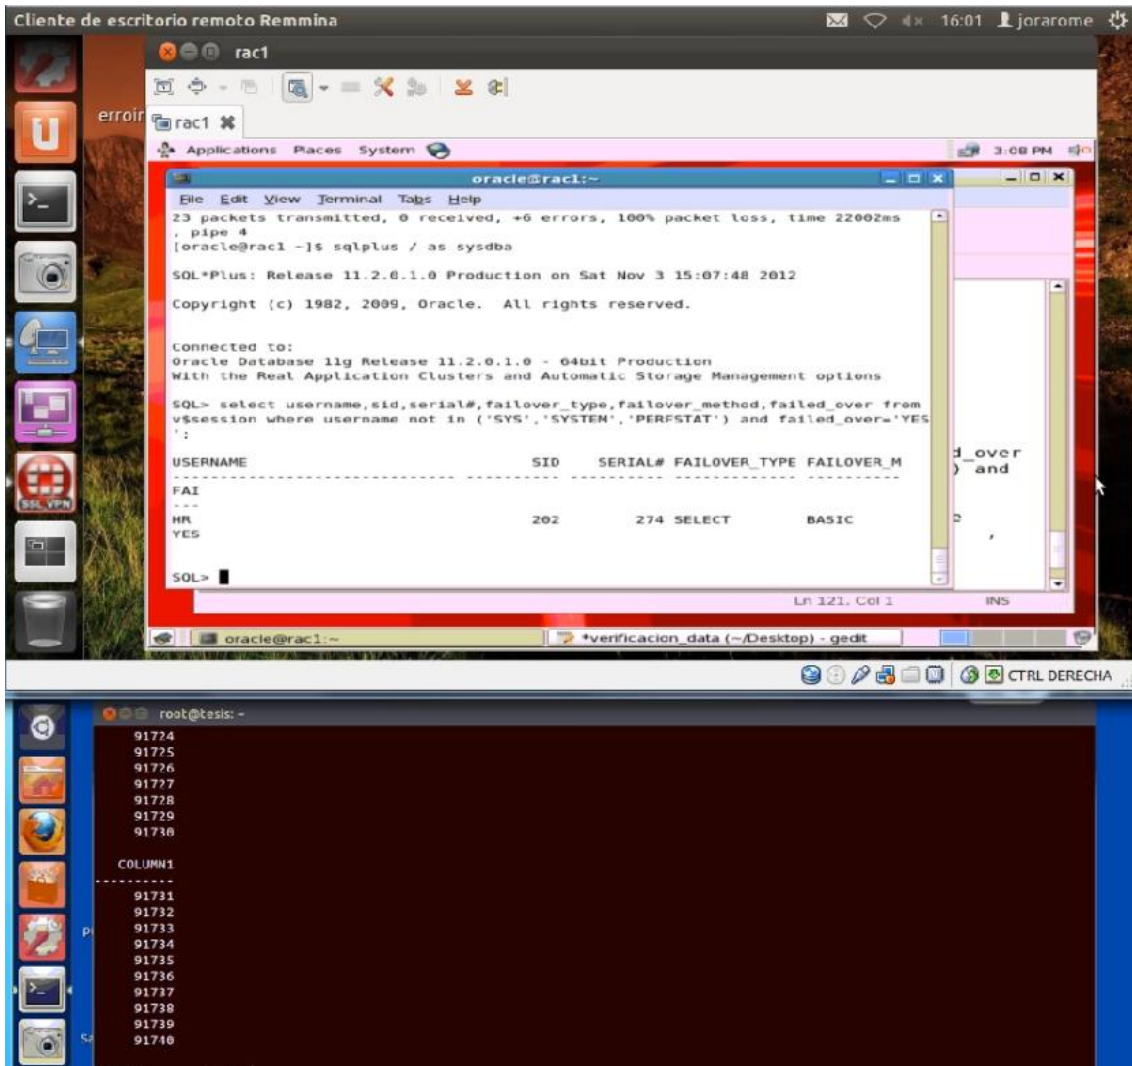 Cliente de escritorio remoto Remmina
16:01 jorarome
rac1
erroir
rac1
Applications Places System
3:08 PM
oracle@rac1:~
File Edit View Terminal Tabs Help
23 packets transmitted, 0 received, +6 errors, 100% packet loss, time 22002ms
, pipe 4
[oracle@rac1 ~]$ sqlplus / as sysdba
SQL*Plus: Release 11.2.0.1.0 Production on Sat Nov 3 15:07:48 2012
Copyright (c) 1982, 2009, Oracle. All rights reserved.
Connected to:
Oracle Database 11g Release 11.2.0.1.0 - 64bit Production
With the Real Application Clusters and Automatic Storage Management options
SQL> select username,sid,serial#,failover_type,failover_method,failed_over from
v$session where username not in ('SYS','SYSTEM','PERFSTAT') and failed_over='YES
';
USERNAME SID SERIAL# FAILOVER_TYPE FAILOVER_M
------------------------------ ---------- ---------- ------------- ----------
FAI
---
HR 202 274 SELECT BASIC
YES
SQL>
d_over
) and
,
Ln 121, Col 1 INS
SSL VPN
oracle@rac1:~
*verificacion_data (~/Desktop) - gedit
CTRL DERECHA
root@tesis: ~
91724
91725
91726
91727
91728
91729
91730
COLUMN1
----------
91731
91732
91733
91734
91735
91736
91737
91738
91739
91740